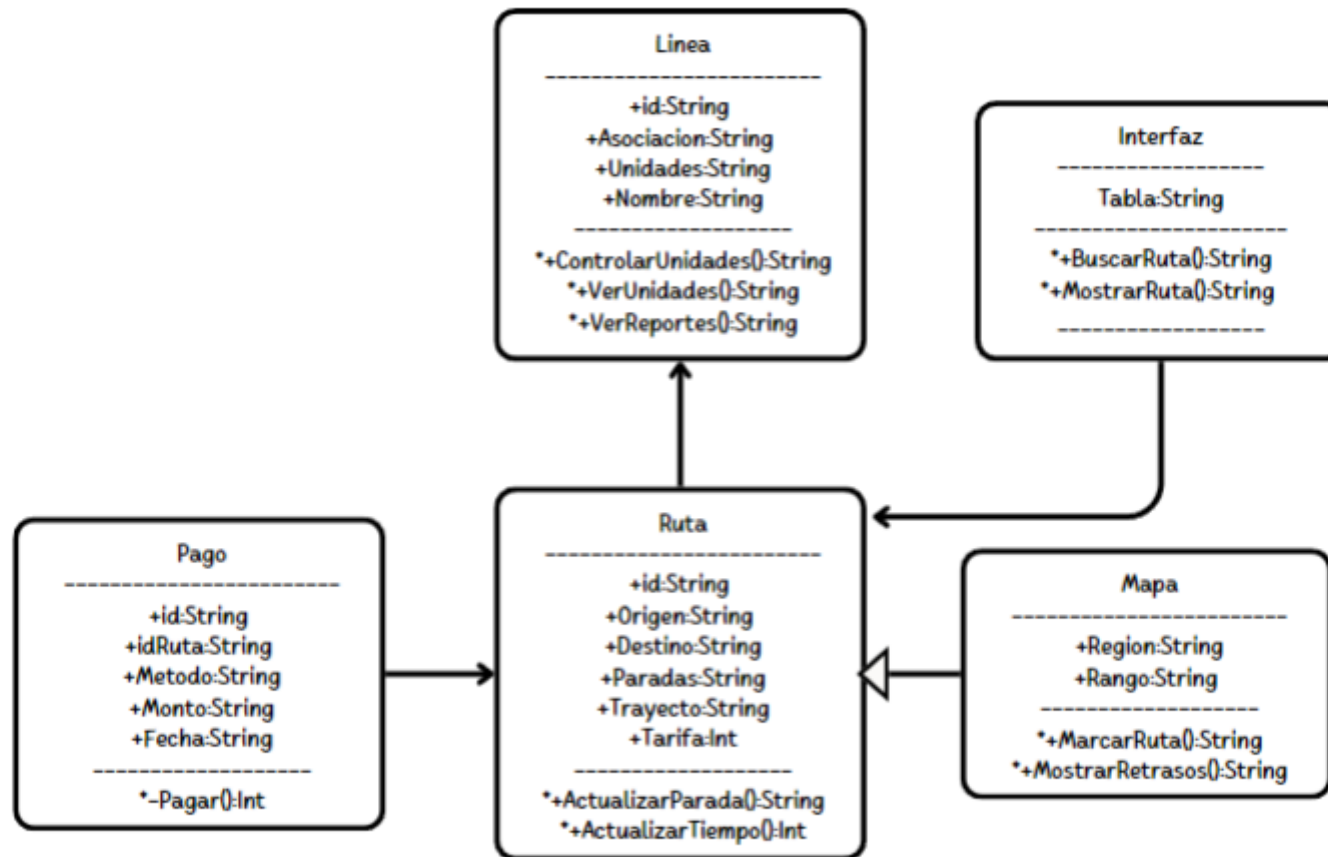 Linea
------------------------
+id:String
+Asociacion:String
+Unidades:String
+Nombre:String
-------------------
*+ControlarUnidades():String
*+VerUnidades():String
*+VerReportes():String
Interfaz
------------------
Tabla:String
----------------------
*+BuscarRuta():String
*+MostrarRuta():String
------------------
Pago
------------------------
+id:String
+idRuta:String
+Metodo:String
+Monto:String
+Fecha:String
-------------------
*-Pagar():Int
Ruta
------------------------
+id:String
+Origen:String
+Destino:String
+Paradas:String
+Trayecto:String
+Tarifa:Int
-------------------
*+ActualizarParada():String
*+ActualizarTiempo():Int
Mapa
------------------------
+Region:String
+Rango:String
-------------------
*+MarcarRuta():String
*+MostrarRetrasos():String